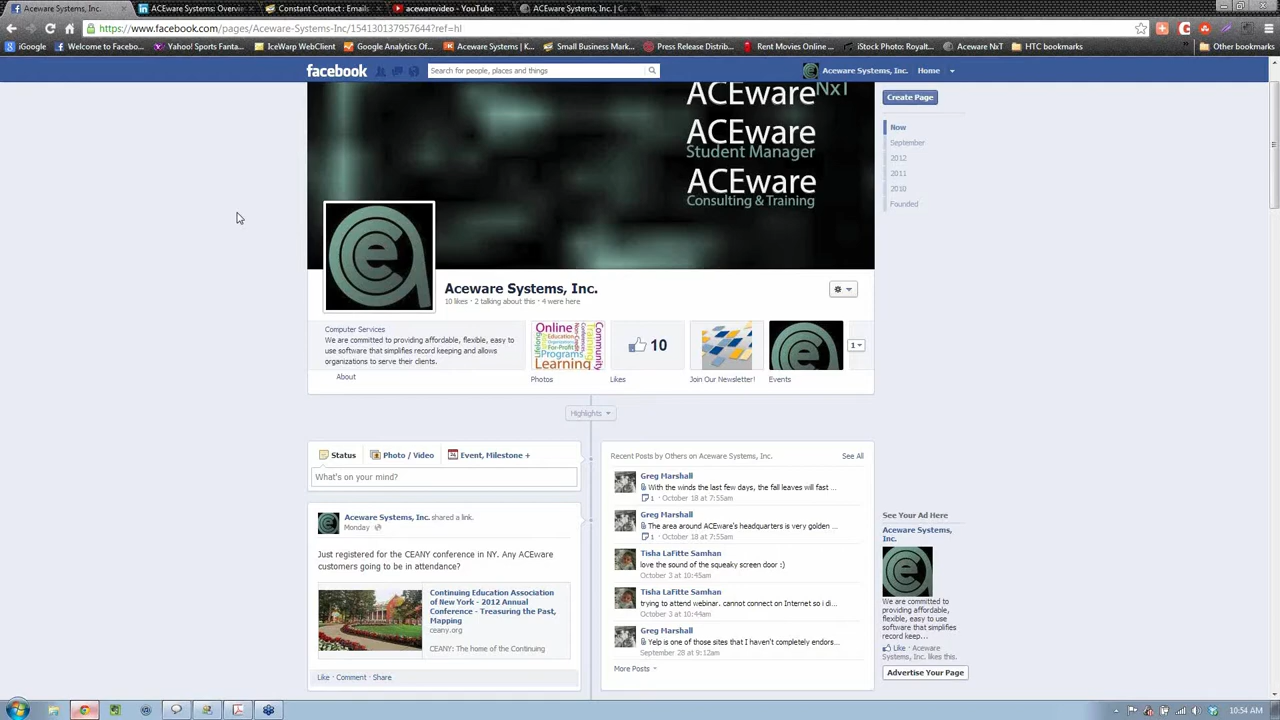 Aceware Systems, Inc.
ACEware Systems: Overvi
Constant Contact : Emails
acewarevideo - YouTube
ACEware Systems, Inc. | Co
https://www.facebook.com/pages/Aceware-Systems-Inc/154130137957644?ref=hl
iGoogle
Welcome to Facebo...
Yahoo! Sports Fanta...
IceWarp WebClient
Google Analytics Of...
Aceware Systems | K...
Small Business Mark...
Press Release Distrib...
Rent Movies Online ...
iStock Photo: Royalt...
Aceware NxT
HTC bookmarks
Other bookmarks
facebook
Search for people, places and things
Aceware Systems, Inc.
Home
Create Page
ACEware
NxT
ACEware
Student Manager
ACEware
Consulting & Training
Now
September
2012
2011
2010
Founded
Aceware Systems, Inc.
10 likes · 2 talking about this · 4 were here
Computer Services
We are committed to providing affordable, flexible, easy to
use software that simplifies record keeping and allows
organizations to serve their clients.
About
Online
Education
For-Profit
Programs
Learning
Training
Community
Photos
10
Likes
Join Our Newsletter!
Events
1
Highlights
Status
Photo / Video
Event, Milestone +
What's on your mind?
Aceware Systems, Inc. shared a link.
Monday
Just registered for the CEANY conference in NY. Any ACEware
customers going to be in attendance?
Continuing Education Association
of New York - 2012 Annual
Conference - Treasuring the Past,
Mapping
ceany.org
CEANY: The home of the Continuing
Like · Comment · Share
Recent Posts by Others on Aceware Systems, Inc.
See All
Greg Marshall
With the winds the last few days, the fall leaves will fast ...
1 · October 18 at 7:55am
Greg Marshall
The area around ACEware's headquarters is very golden ...
1 · October 18 at 7:55am
Tisha LaFitte Samhan
love the sound of the squeaky screen door :)
October 3 at 10:45am
Tisha LaFitte Samhan
trying to attend webinar. cannot connect on Internet so i di...
October 3 at 10:44am
Greg Marshall
Yelp is one of those sites that I haven't completely endors...
September 28 at 9:12am
More Posts
See Your Ad Here
Aceware Systems,
Inc.
We are committed to
providing affordable,
flexible, easy to use
software that simplifies
record keep...
Like · Aceware
Systems, Inc. likes this.
Advertise Your Page
10:54 AM